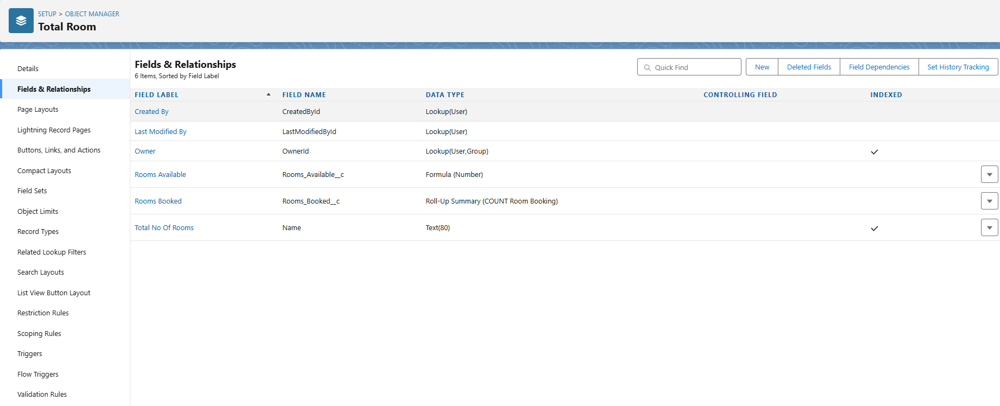 SETUP > OBJECT MANAGER
Total Room
Details
Fields & Relationships
Page Layouts
Lightning Record Pages
Buttons, Links, and Actions
Compact Layouts
Field Sets
Object Limits
Record Types
Related Lookup Filters
Search Layouts
List View Button Layout
Restriction Rules
Scoping Rules
Triggers
Flow Triggers
Validation Rules
Fields & Relationships
6 Items, Sorted by Field Label
Quick Find New Deleted Fields Field Dependencies Set History Tracking
FIELD LABEL FIELD NAME DATA TYPE CONTROLLING FIELD INDEXED
Created By CreatedById Lookup(User)
Last Modified By LastModifiedById Lookup(User)
Owner OwnerId Lookup(User,Group)
Rooms Available Rooms_Available__c Formula (Number)
Rooms Booked Rooms_Booked__c Roll-Up Summary (COUNT Room Booking)
Total No Of Rooms Name Text(80)